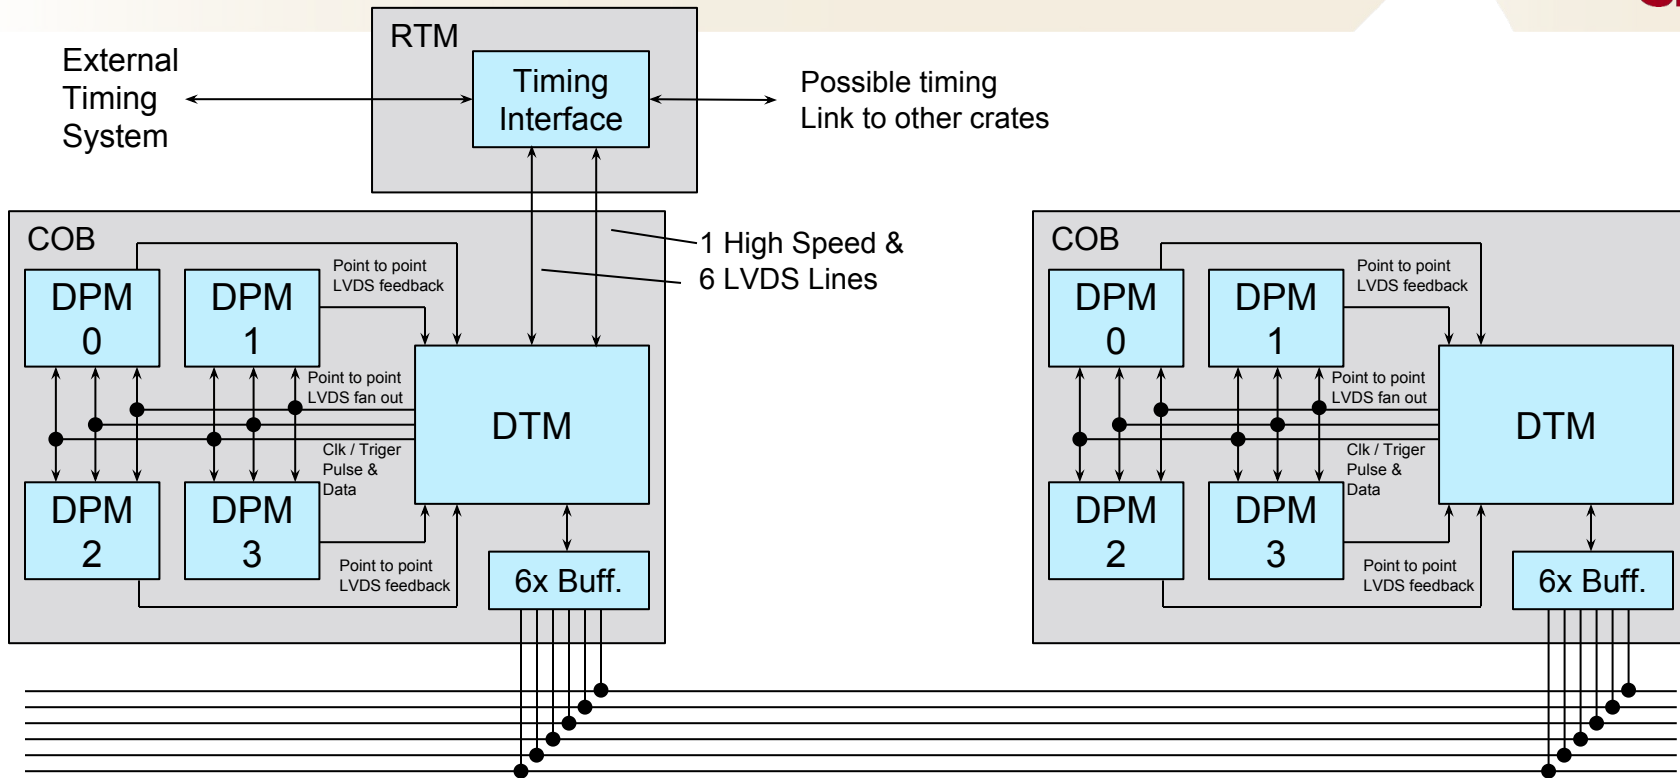 RTM
External
Timing
System
Timing
Interface
Possible timing
Link to other crates
1 High Speed &
6 LVDS Lines
COB
DPM
0
DPM
1
Point to point
LVDS feedback
Point to point
LVDS fan out
DTM
Clk / Triger
Pulse &
Data
DPM
2
DPM
3
Point to point
LVDS feedback
6x Buff.
COB
DPM
0
DPM
1
Point to point
LVDS feedback
Point to point
LVDS fan out
DTM
Clk / Triger
Pulse &
Data
DPM
2
DPM
3
Point to point
LVDS feedback
6x Buff.